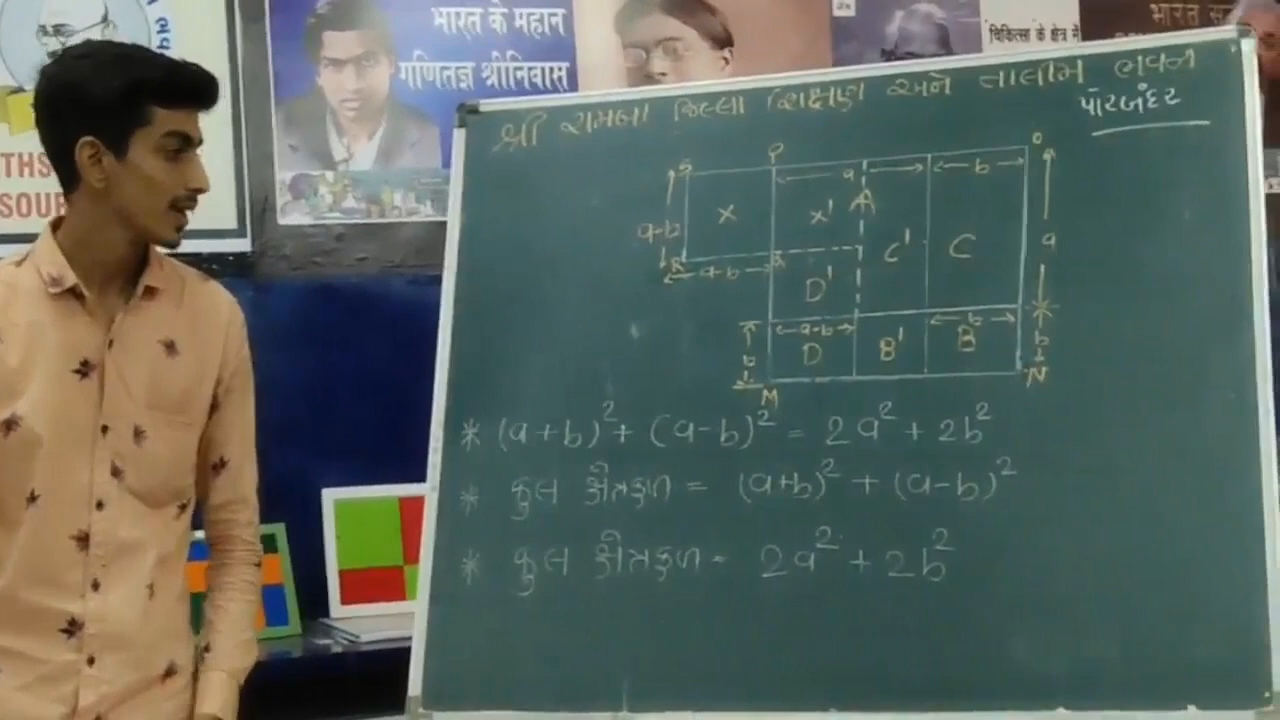 भारत के महान
गणितज्ञ श्रीनिवास
चिकित्सा के क्षेत्र में
THS
શ્રી રામબા જિલ્લા શિક્ષણ અને તાલીમ ભવન
પોરબંદર
S P a b O
a-b X X' A C' C a
R a-b Q D'
a-b b
b D B' B b
M N
* (a+b)² + (a-b)² = 2a² + 2b²
* કુલ ક્ષેત્રફળ = (a+b)² + (a-b)²
* કુલ ક્ષેત્રફળ = 2a² + 2b²